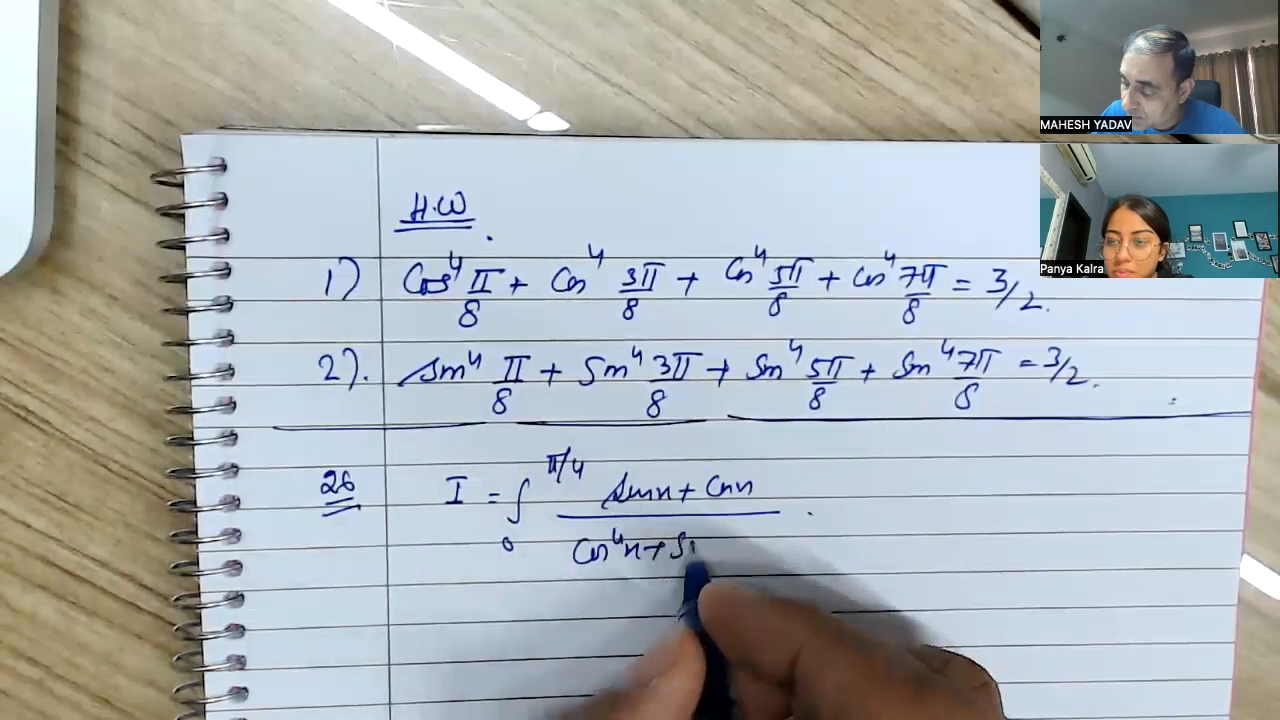 H.W.
1) Cos⁴ π/8 + Cos⁴ 3π/8 + Cos⁴ 5π/8 + Cos⁴ 7π/8 = 3/2.
2). Sin⁴ π/8 + Sin⁴ 3π/8 + Sin⁴ 5π/8 + Sin⁴ 7π/8 = 3/2.
26 I = ∫₀^π/4 Sinx + Cosx
Cos⁴x + S
MAHESH YADAV
Panya Kalra